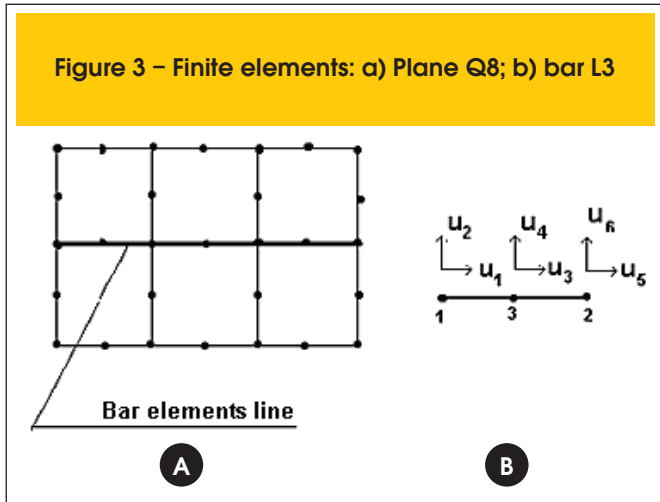 Figure 3 – Finite elements: a) Plane Q8; b) bar L3
u2 u4 u6
u1 u3 u5
1 3 2
Bar elements line
A B